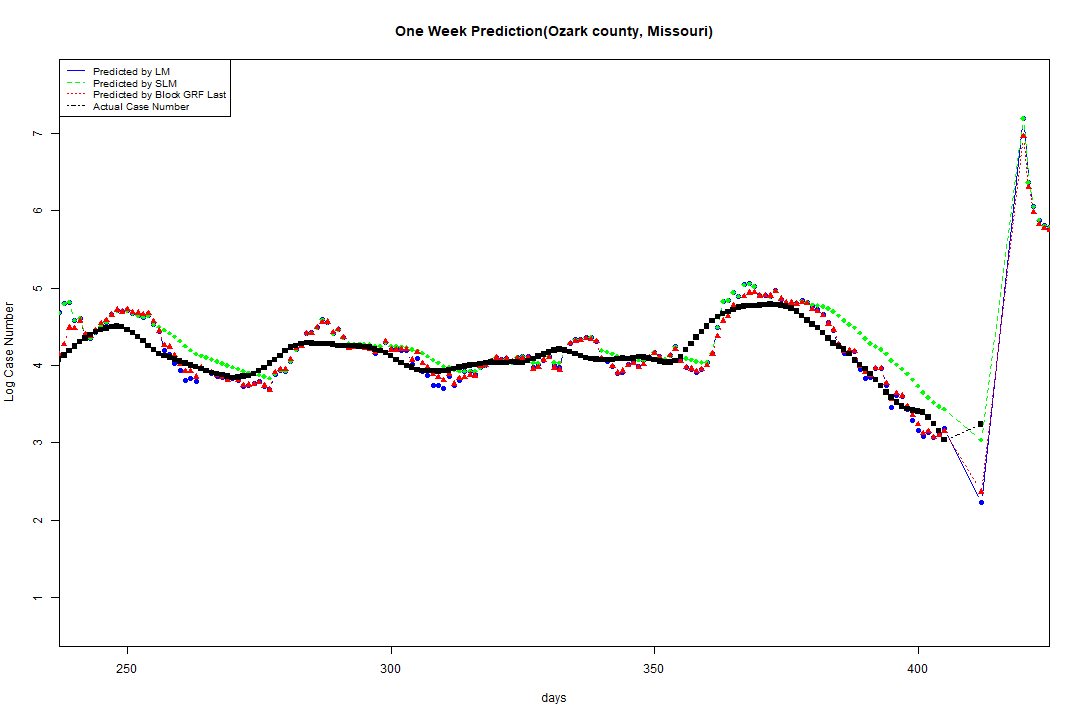 One Week Prediction(Ozark county, Missouri)
Predicted by LM
Predicted by SLM
Predicted by Block GRF Last
Actual Case Number
Log Case Number
7
6
5
4
3
2
1
250
300
350
400
days